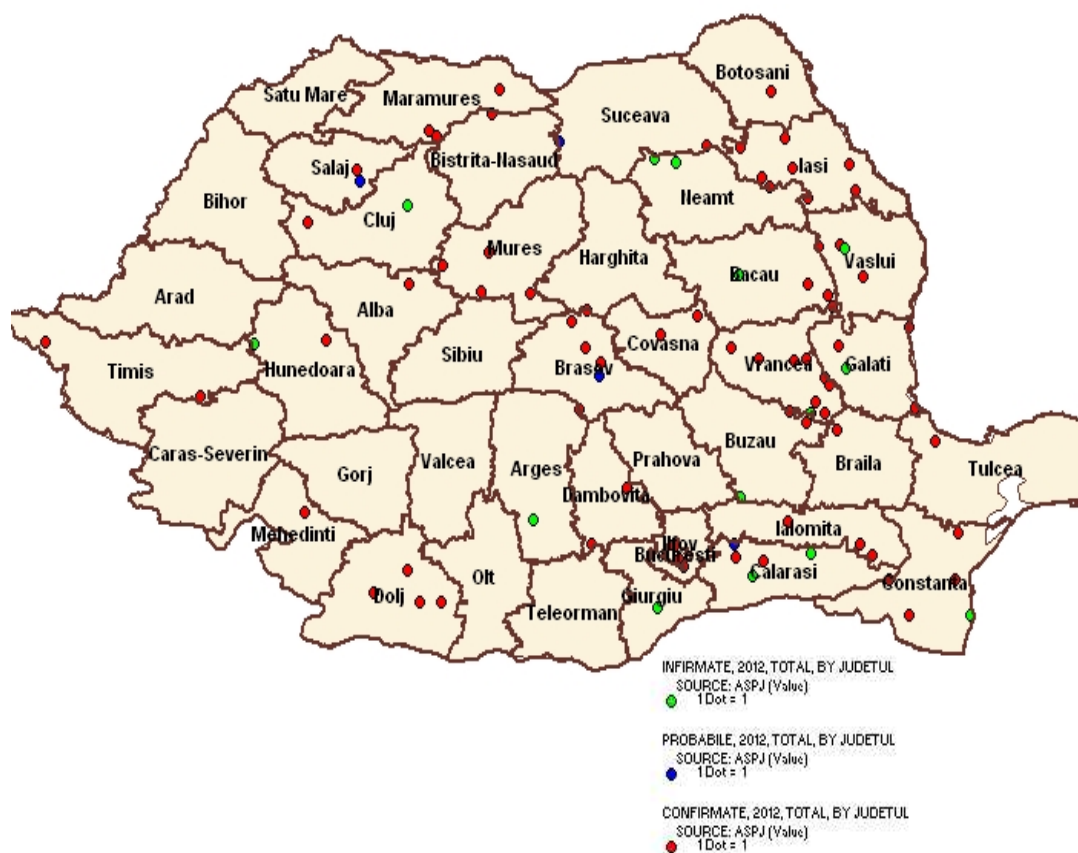 Botosani
Satu Mare
Maramures
Suceava
Salaj
Bistrita-Nasaud
Iasi
Bihor
Cluj
Neamt
Mures
Harghita
Bacau
Vaslui
Arad
Alba
Timis
Hunedoara
Sibiu
Brasov
Covasna
Vrancea
Galati
Caras-Severin
Gorj
Valcea
Arges
Prahova
Buzau
Braila
Tulcea
Dambovita
Mehedinti
Ialomita
Ilfov
Bucuresti
Dolj
Olt
Calarasi
Constanta
Teleorman
Giurgiu
INFIRMATE, 2012, TOTAL, BY JUDETUL
SOURCE: ASPJ (Value)
1 Dot = 1
PROBABILE, 2012, TOTAL, BY JUDETUL
SOURCE: ASPJ (Value)
1 Dot = 1
CONFIRMATE, 2012, TOTAL, BY JUDETUL
SOURCE: ASPJ (Value)
1 Dot = 1